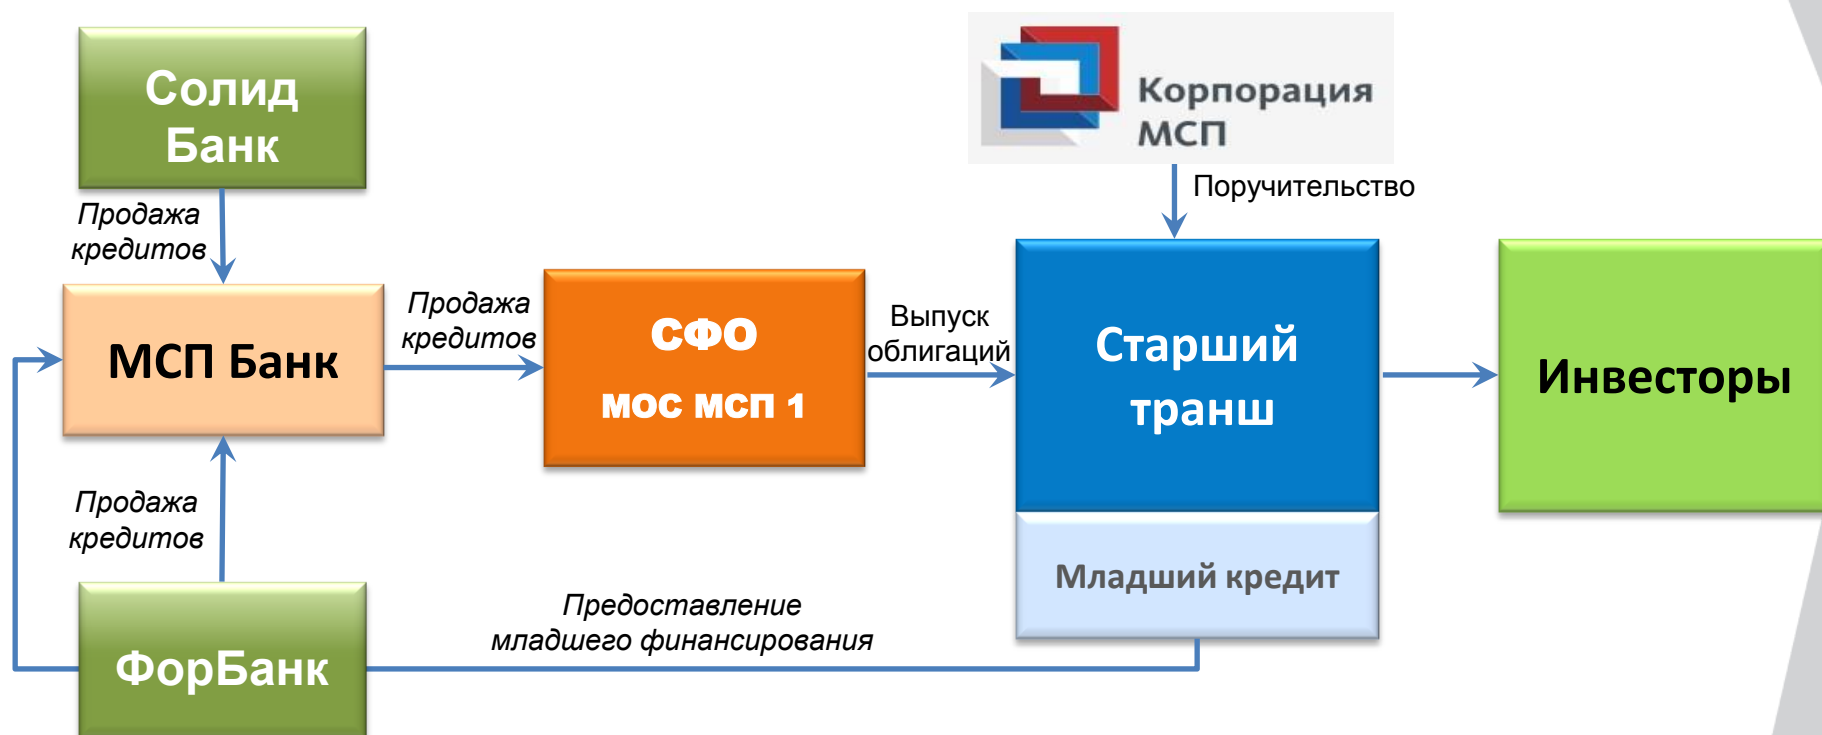 Солид
Банк
Корпорация
МСП
Продажа
кредитов
Поручительство
МСП Банк
Продажа
кредитов
СФО
МОС МСП 1
Выпуск
облигаций
Старший
транш
Инвесторы
Продажа
кредитов
Младший кредит
Предоставление
младшего финансирования
ФорБанк